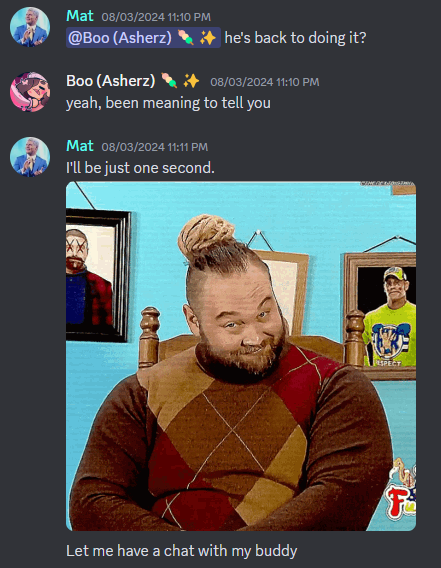 Mat 08/03/2024 11:10 PM
@Boo (Asherz) 🍬 ✨ he's back to doing it?
Boo (Asherz) 🍬 ✨ 08/03/2024 11:10 PM
yeah, been meaning to tell you
Mat 08/03/2024 11:11 PM
I'll be just one second.
RESPECT
Let me have a chat with my buddy